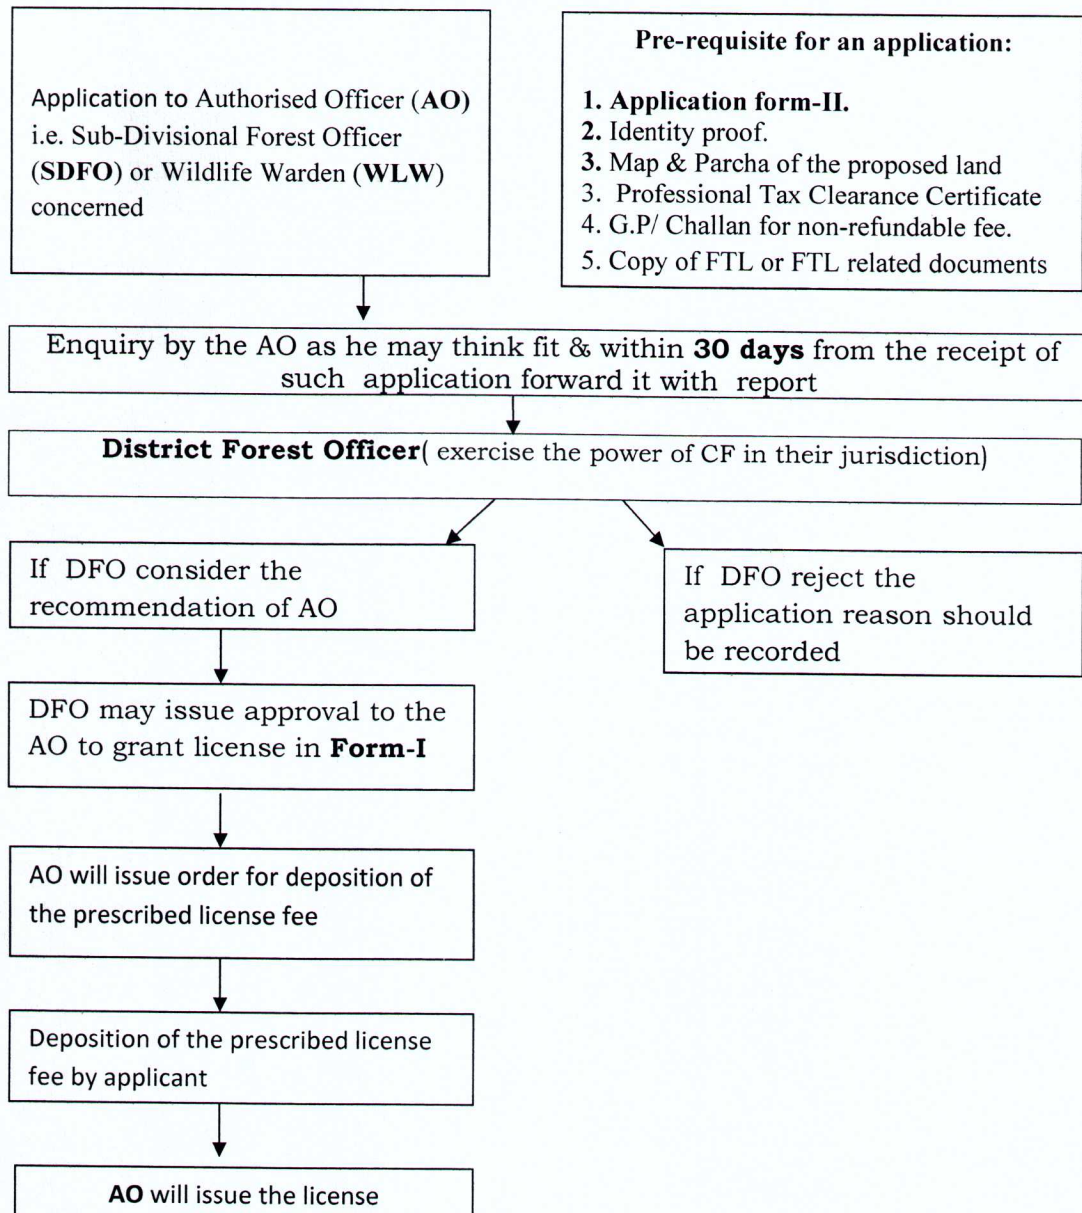 Application to Authorised Officer (AO)
i.e. Sub-Divisional Forest Officer
(SDFO) or Wildlife Warden (WLW)
concerned
Pre-requisite for an application:
1. Application form-II.
2. Identity proof.
3. Map & Parcha of the proposed land
3. Professional Tax Clearance Certificate
4. G.P/ Challan for non-refundable fee.
5. Copy of FTL or FTL related documents
Enquiry by the AO as he may think fit & within 30 days from the receipt of
such application forward it with report
District Forest Officer( exercise the power of CF in their jurisdiction)
If DFO consider the
recommendation of AO
If DFO reject the
application reason should
be recorded
DFO may issue approval to the
AO to grant license in Form-I
AO will issue order for deposition of
the prescribed license fee
Deposition of the prescribed license
fee by applicant
AO will issue the license